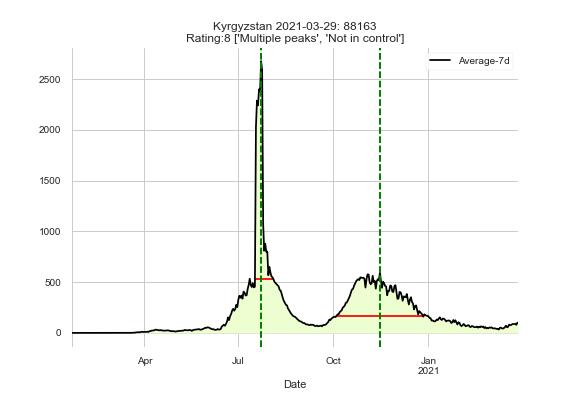 Kyrgyzstan 2021-03-29: 88163
Rating:8 ['Multiple peaks', 'Not in control']
Average-7d
2500
2000
1500
1000
500
0
Apr Jul Oct Jan
2021
Date